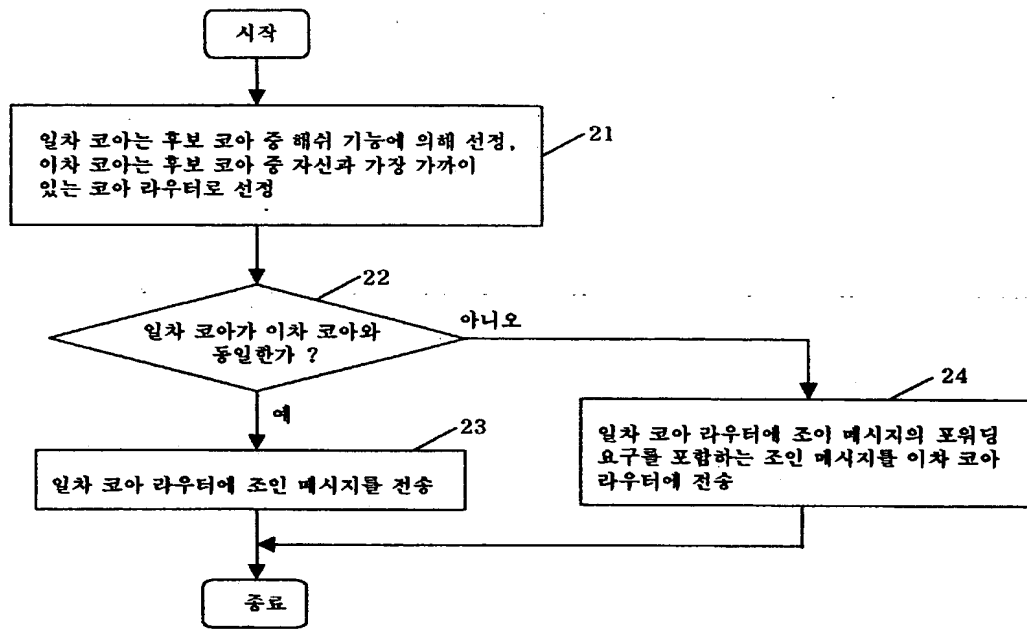 시작
일차 코아는 후보 코아 중 해쉬 기능에 의해 선정,
이차 코아는 후보 코아 중 자신과 가장 가까이
있는 코아 라우터로 선정
21
22
일차 코아가 이차 코아와
동일한가 ?
아니오
예
23
일차 코아 라우터에 조인 메시지를 전송
24
일차 코아 라우터에 조이 메시지의 포워딩
요구를 포함하는 조인 메시지를 이차 코아
라우터에 전송
종료